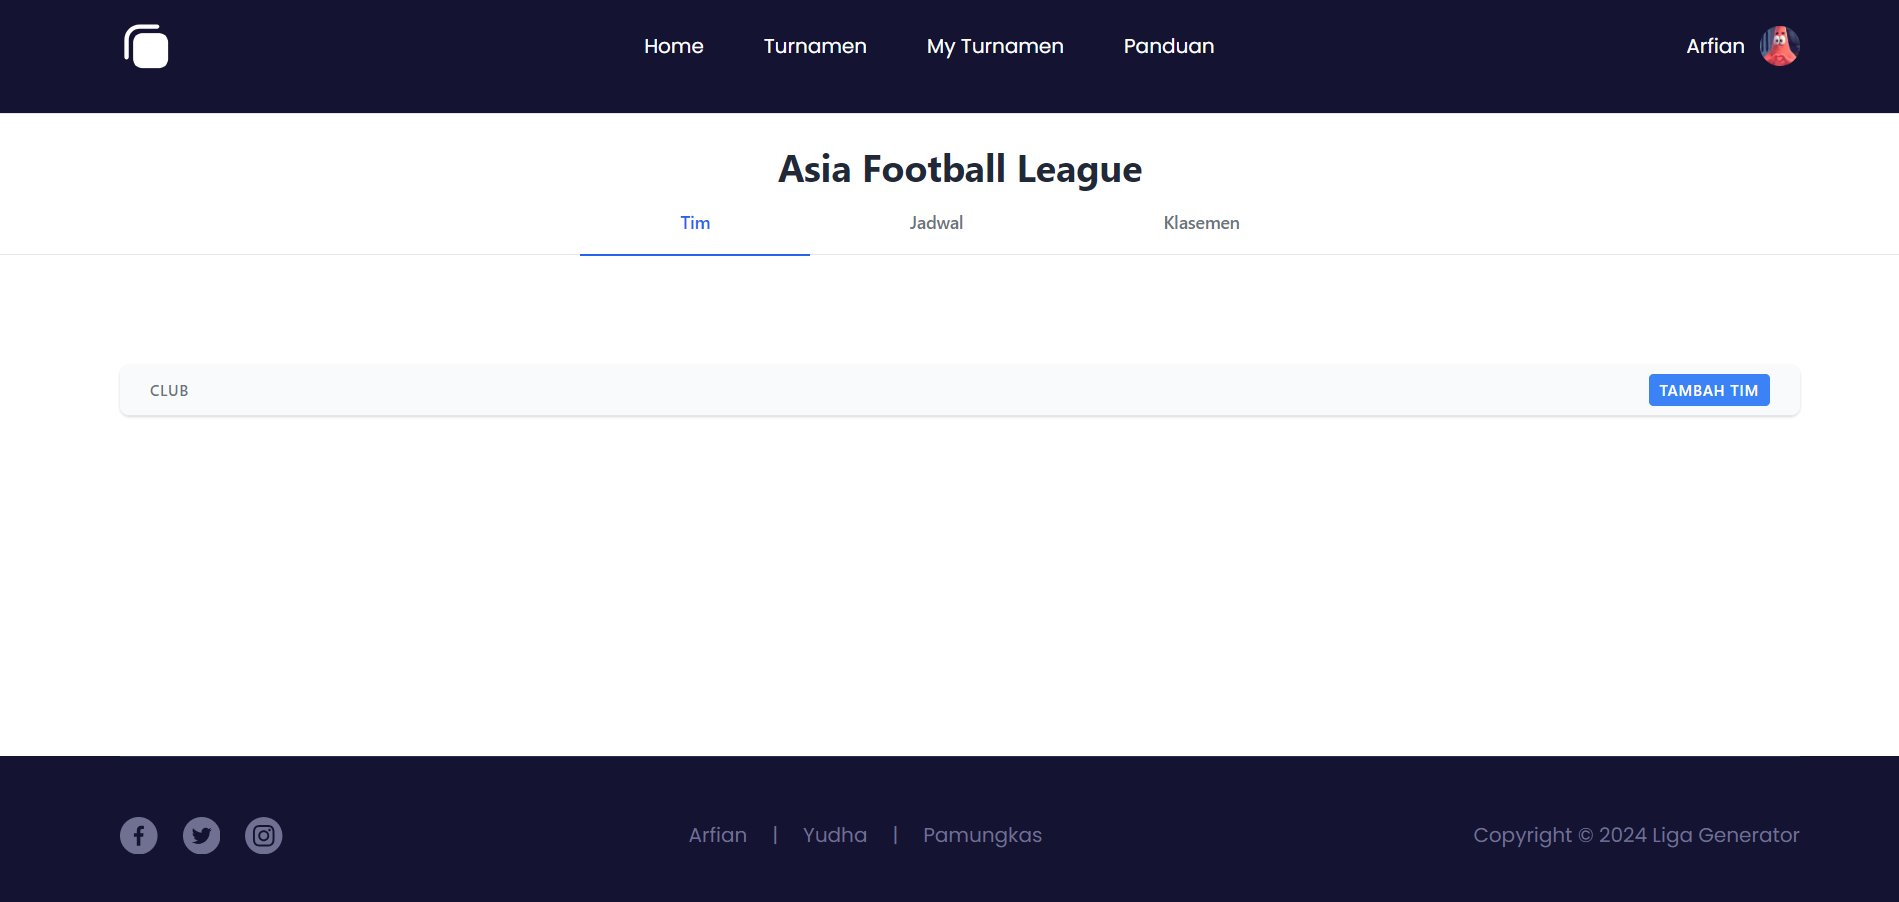 Home Turnamen My Turnamen Panduan Arfian
Asia Football League
Tim Jadwal Klasemen
CLUB TAMBAH TIM
Arfian | Yudha | Pamungkas Copyright © 2024 Liga Generator